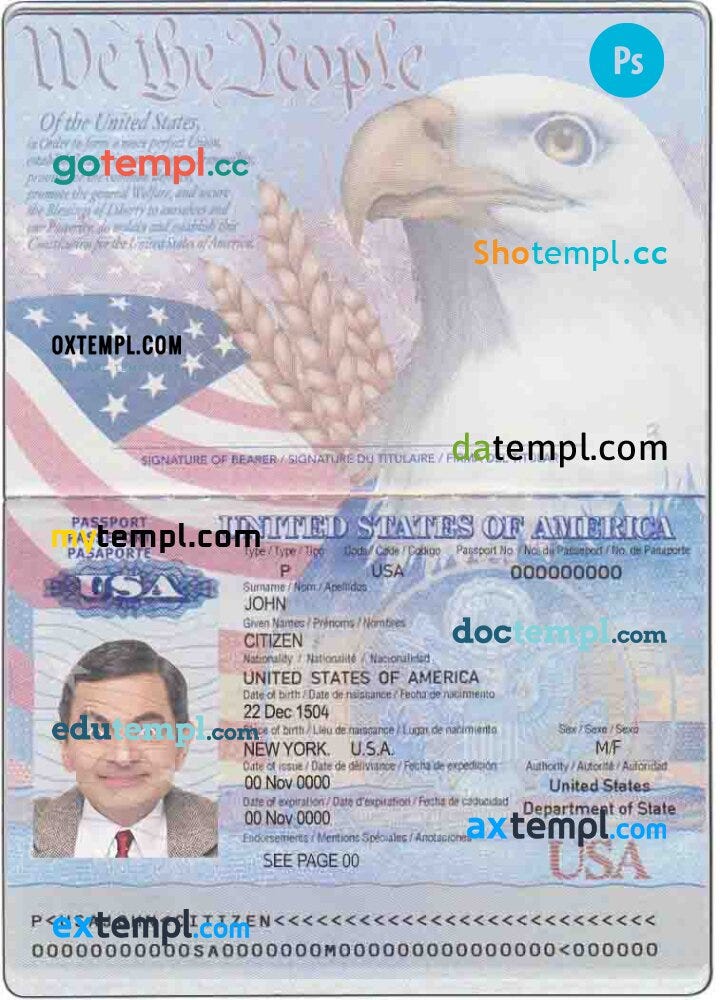 We the People
Ps
Of the United States,
in Order to form a more perfect Union,
gotempl.cc
promote the general Welfare, and secure
the Blessings of Liberty to ourselves and
our Posterity, do ordain and establish this
Constitution for the United States of America.
Shotempl.cc
OXTEMPL.COM
2
datempl.com
SIGNATURE OF BEARER / SIGNATURE DU TITULAIRE / FIRMA DEL TITULAR
PASSPORT
UNITED STATES OF AMERICA
mytempl.com
PASAPORTE
Type / Type / Tipo Code / Code / Codigo Passport No. / No. du Passeport / No. de Pasaporte
P USA 000000000
USA
Surname / Nom / Apellidos
JOHN
Given Names / Prénoms / Nombres
CITIZEN
doctempl.com
Nationality / Nationalité / Nacionalidad
UNITED STATES OF AMERICA
Date of birth / Date de naissance / Fecha de nacimiento
22 Dec 1504
edutempl.com
Place of birth / Lieu de naissance / Lugar de nacimiento Sex / Sexe / Sexo
NEW YORK. U.S.A. M/F
Date of issue / Date de délivrance / Fecha de expedición Authority / Autorité / Autoridad
00 Nov 0000 United States
Date of expiration / Date d'expiration / Fecha de caducidad Department of State
00 Nov 0000
axtempl.com
Endorsements / Mentions Spéciales / Anotaciones
SEE PAGE 00
USA
extempl.com
00000000000SA0000000M0000000000000000<000000